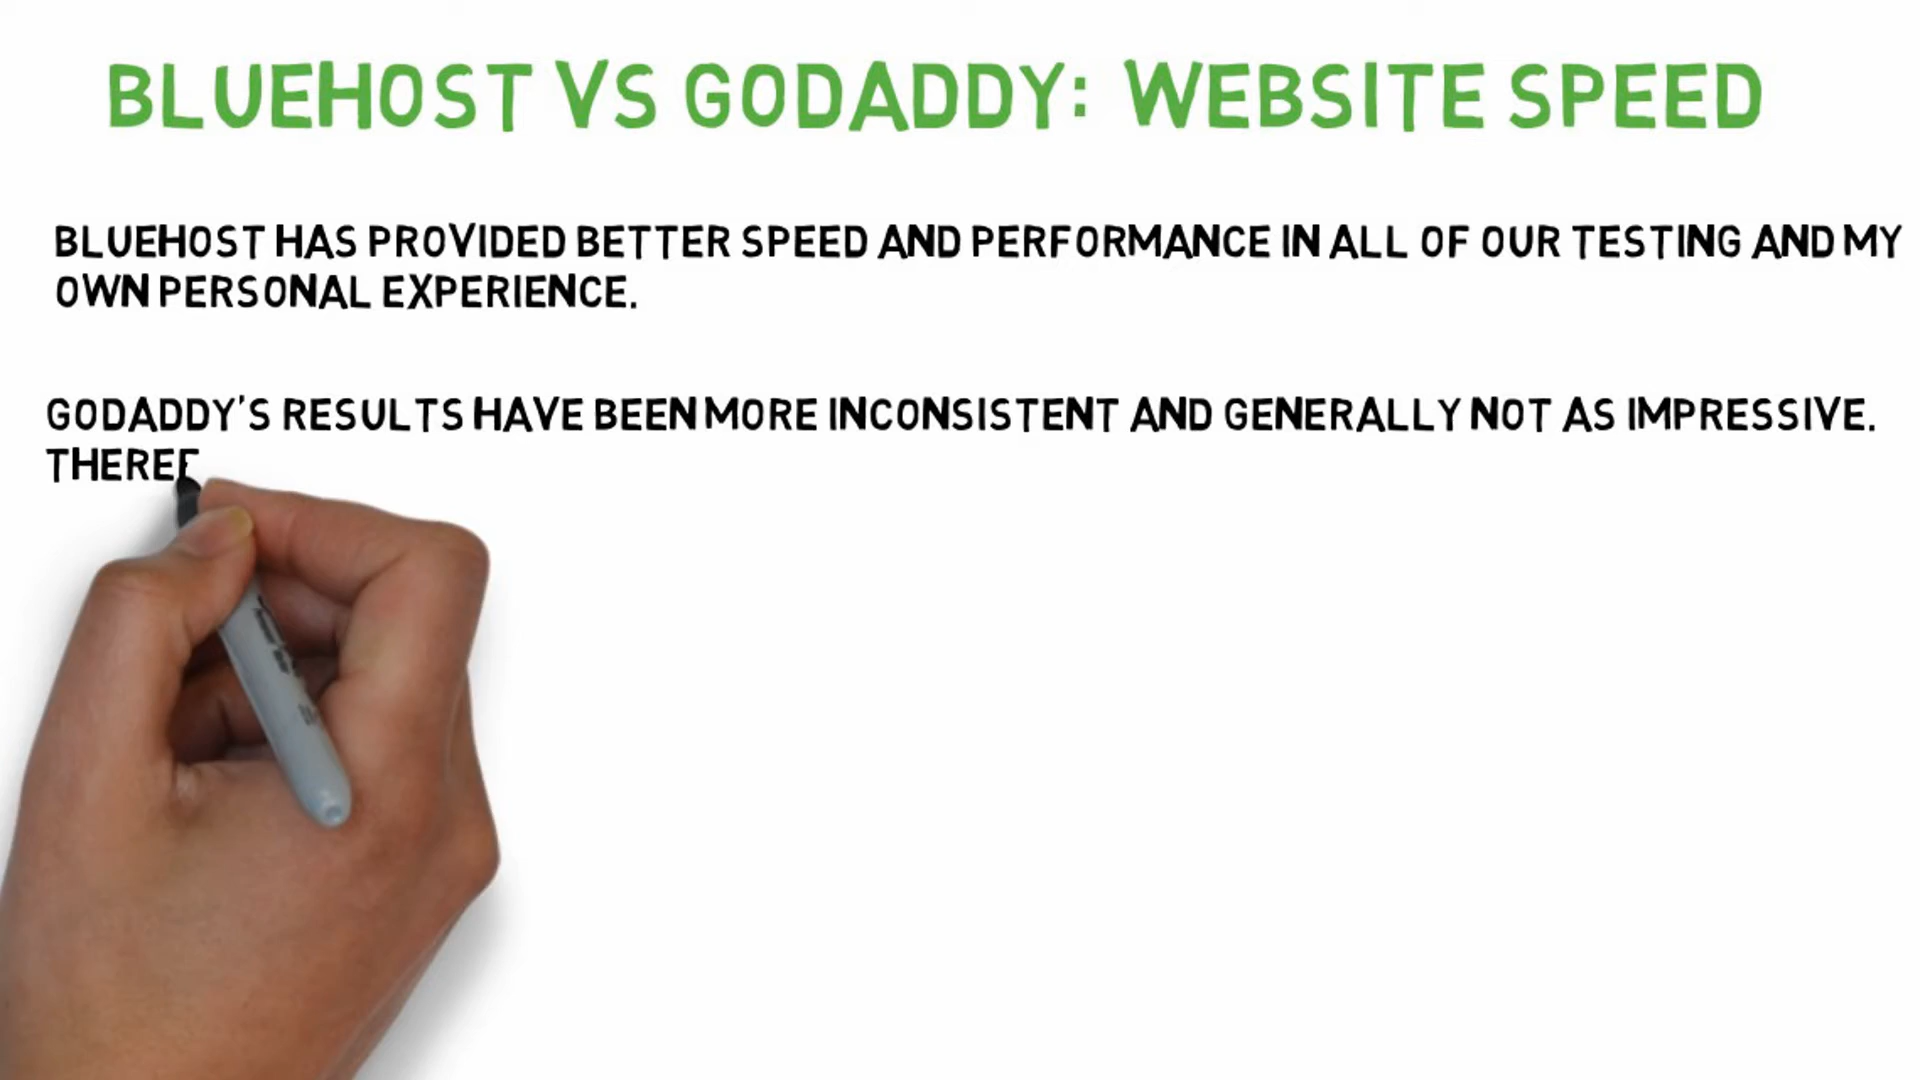 BLUEHOST VS GODADDY: WEBSITE SPEED
BLUEHOST HAS PROVIDED BETTER SPEED AND PERFORMANCE IN ALL OF OUR TESTING AND MY
OWN PERSONAL EXPERIENCE.
GODADDY'S RESULTS HAVE BEEN MORE INCONSISTENT AND GENERALLY NOT AS IMPRESSIVE.
THEREF